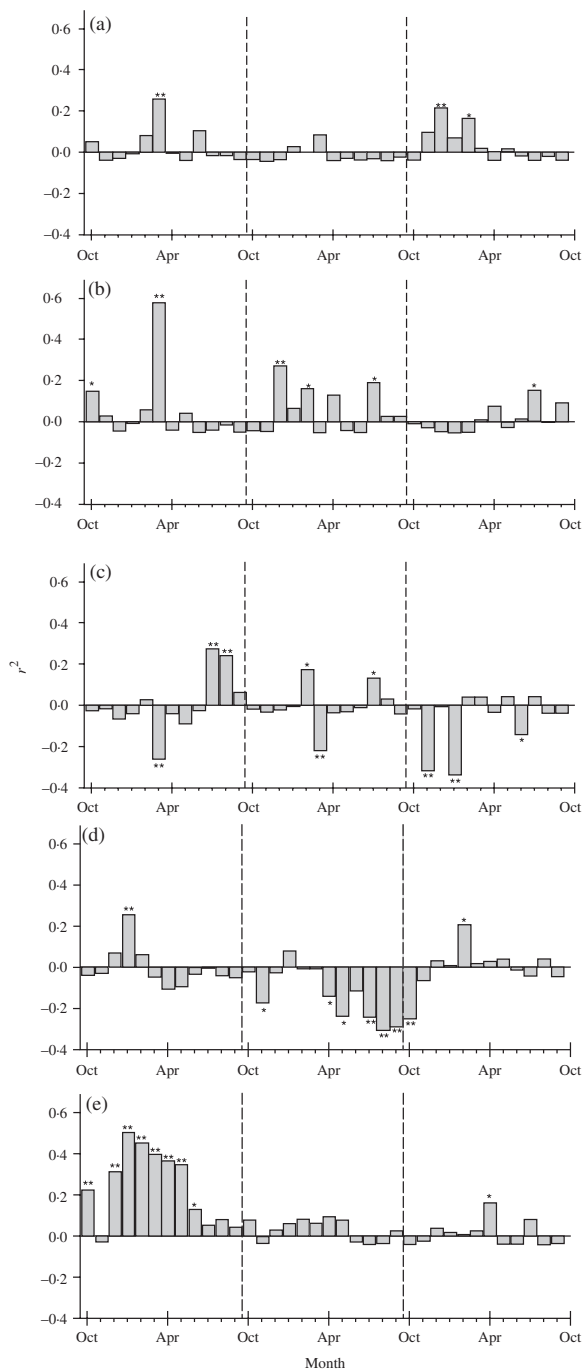 (a)
0·6
0·4
0·2
0·0
–0·2
–0·4
** ** *
Oct Apr Oct Apr Oct Apr Oct
(b)
0·6
0·4
0·2
0·0
–0·2
–0·4
* ** ** * * *
Oct Apr Oct Apr Oct Apr Oct
(c)
0·6
0·4
0·2
0·0
–0·2
–0·4
** ** * *
** ** ** ** *
Oct Apr Oct Apr Oct Apr Oct
r²
(d)
0·6
0·4
0·2
0·0
–0·2
–0·4
** *
* * * ** ** ** **
Oct Apr Oct Apr Oct Apr Oct
(e)
0·6
0·4
0·2
0·0
–0·2
–0·4
** ** ** ** ** ** ** * *
Oct Apr Oct Apr Oct Apr Oct
Month